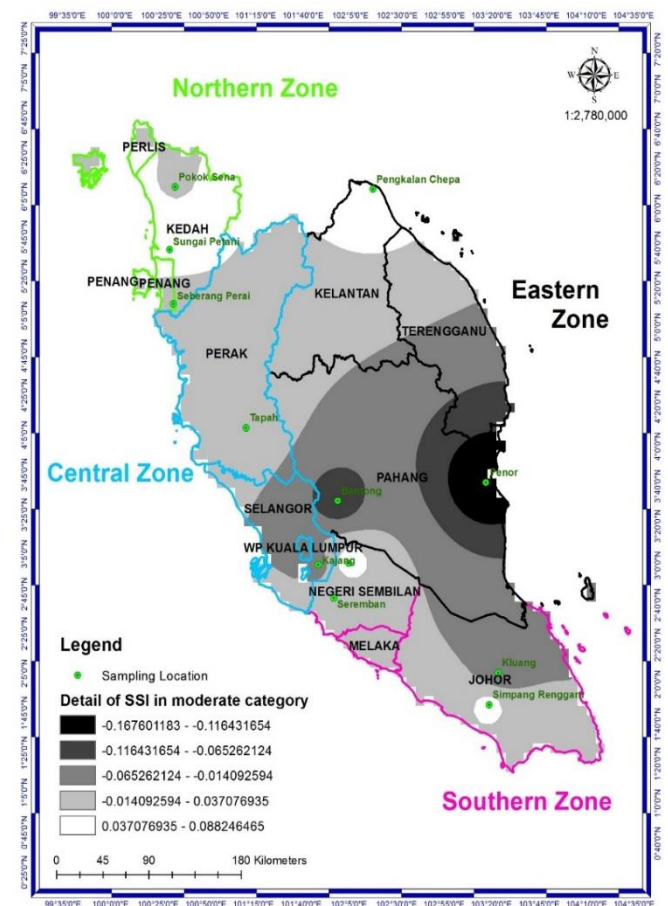 99°35'0"E 100°0'0"E 100°25'0"E 100°50'0"E 101°15'0"E 101°40'0"E 102°5'0"E 102°30'0"E 102°55'0"E 103°20'0"E 103°45'0"E 104°10'0"E 104°35'0"E
N
W E
S
1:2,780,000
Northern Zone
PERLIS
Pokok Sena
Pengkalan Chepa
KEDAH
Sungai Petani
PENANG PENANG
Seberang Perai
KELANTAN
Eastern
Zone
TERENGGANU
PERAK
Tapah
Central Zone
PAHANG
Penor
Bentong
SELANGOR
WP KUALA LUMPUR
Kajang
NEGERI SEMBILAN
Seremban
MELAKA
Kluang
JOHOR
Simpang Renggam
Southern Zone
Legend
Sampling Location
Detail of SSI in moderate category
-0.167601183 - -0.116431654
-0.116431654 - -0.065262124
-0.065262124 - -0.014092594
-0.014092594 - 0.037076935
0.037076935 - 0.088246465
0 45 90 180 Kilometers
99°35'0"E 100°0'0"E 100°25'0"E 100°50'0"E 101°15'0"E 101°40'0"E 102°5'0"E 102°30'0"E 102°55'0"E 103°20'0"E 103°45'0"E 104°10'0"E 104°35'0"E